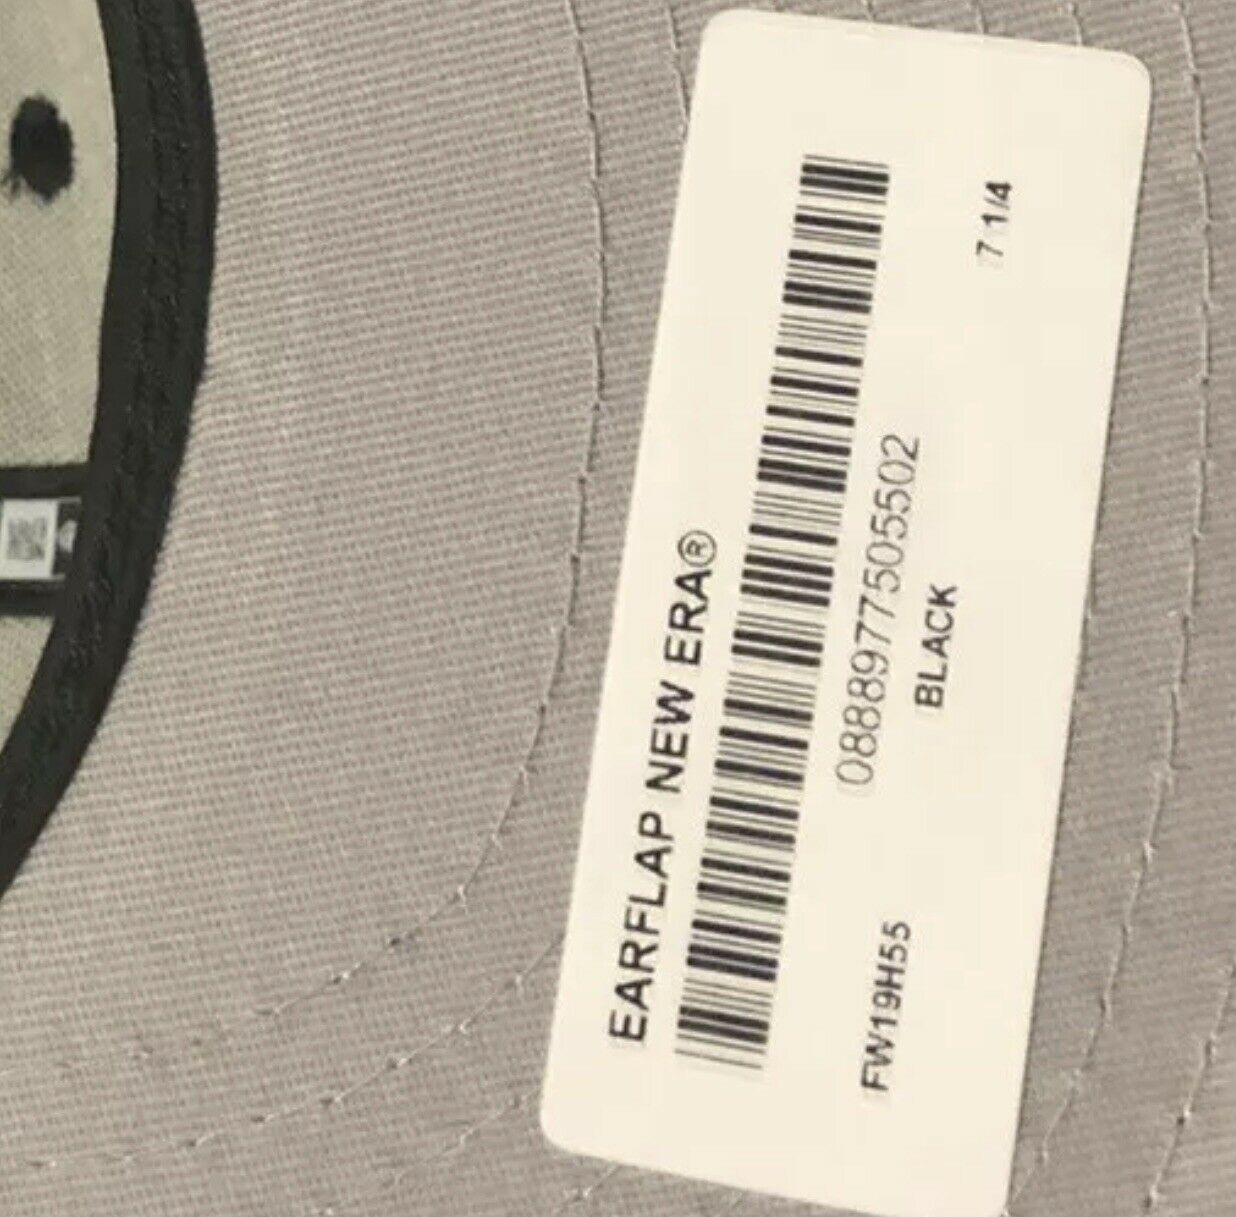 EARFLAP NEW ERA®
0888977505502
BLACK
FW19H55
7 1/4